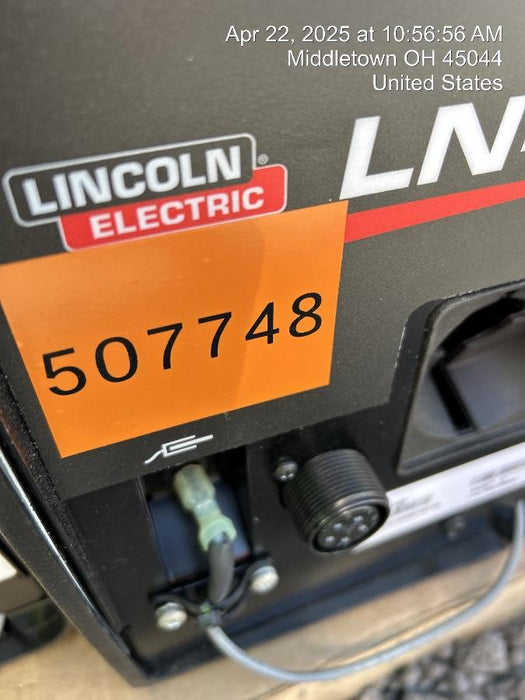 Apr 22, 2025 at 10:56:56 AM
Middletown OH 45044
United States
LN
LINCOLN®
ELECTRIC
507748